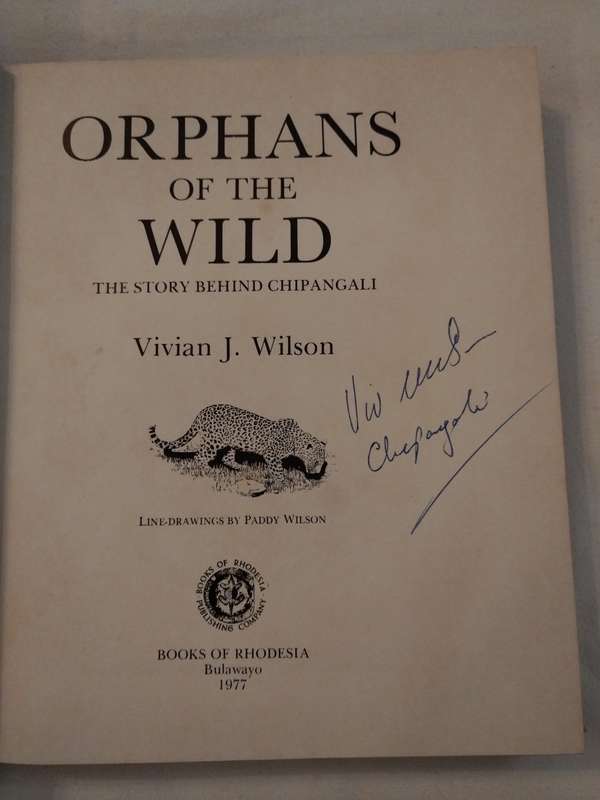 ORPHANS
OF THE
WILD
THE STORY BEHIND CHIPANGALI
Vivian J. Wilson
Viv Wilson
Chipangali
LINE-DRAWINGS BY PADDY WILSON
BOOKS OF RHODESIA
PUBLISHING COMPANY
BOOKS OF RHODESIA
Bulawayo
1977